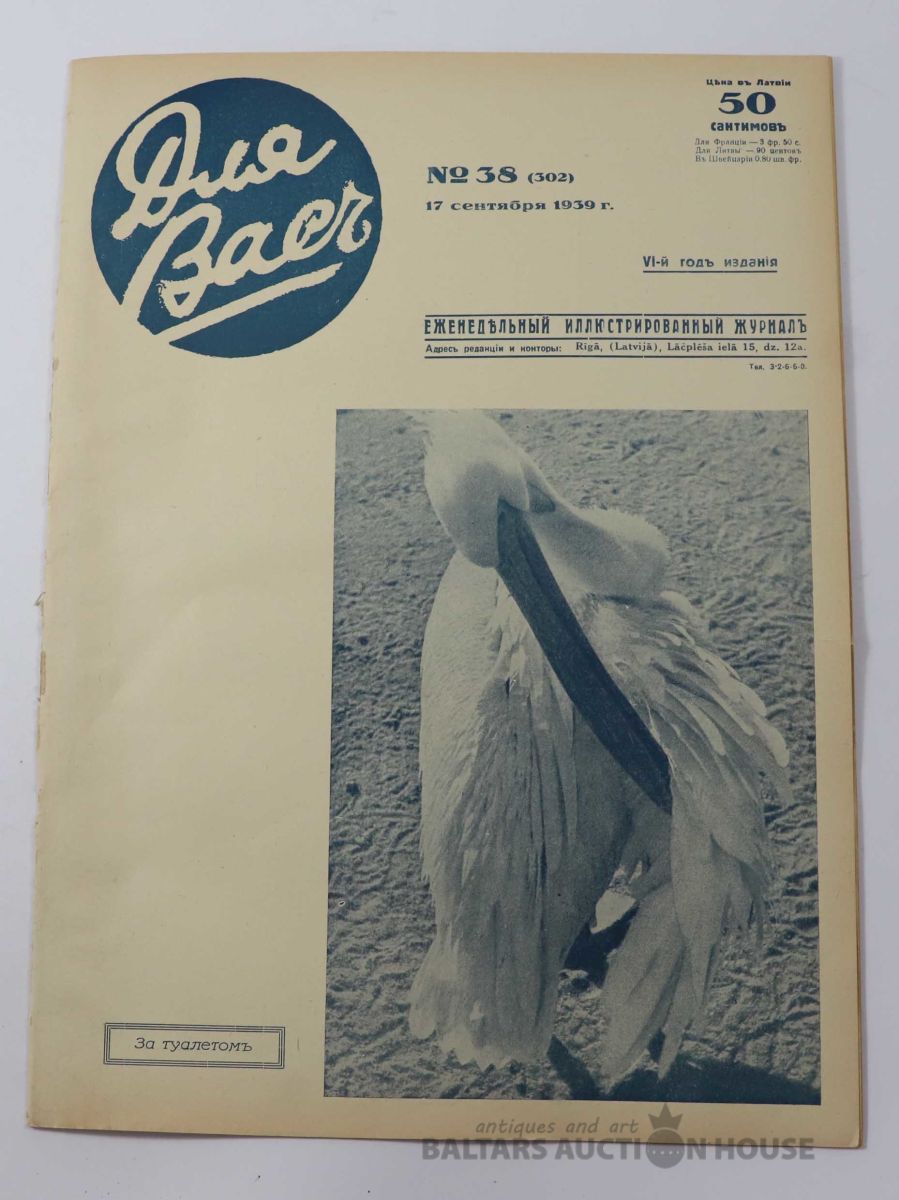 Для
Васъ
Цѣна въ Латвіи
50
сантимовъ
Для Франціи — 3 фр. 50 с.
Для Литвы — 90 центовъ
Въ Швейцаріи 0.80 шв. фр.
№ 38 (302)
17 сентября 1939 г.
VI-й годъ изданія
ЕЖЕНЕДѢЛЬНЫЙ ИЛЛЮСТРИРОВАННЫЙ ЖУРНАЛЪ
Адресъ редакціи и конторы: Rīgā, (Latvijā), Lāčplēša ielā 15, dz. 12a.
Тел. 3-2-6-6-0.
За туалетомъ
antiques and art
BALTARS AUCTION HOUSE